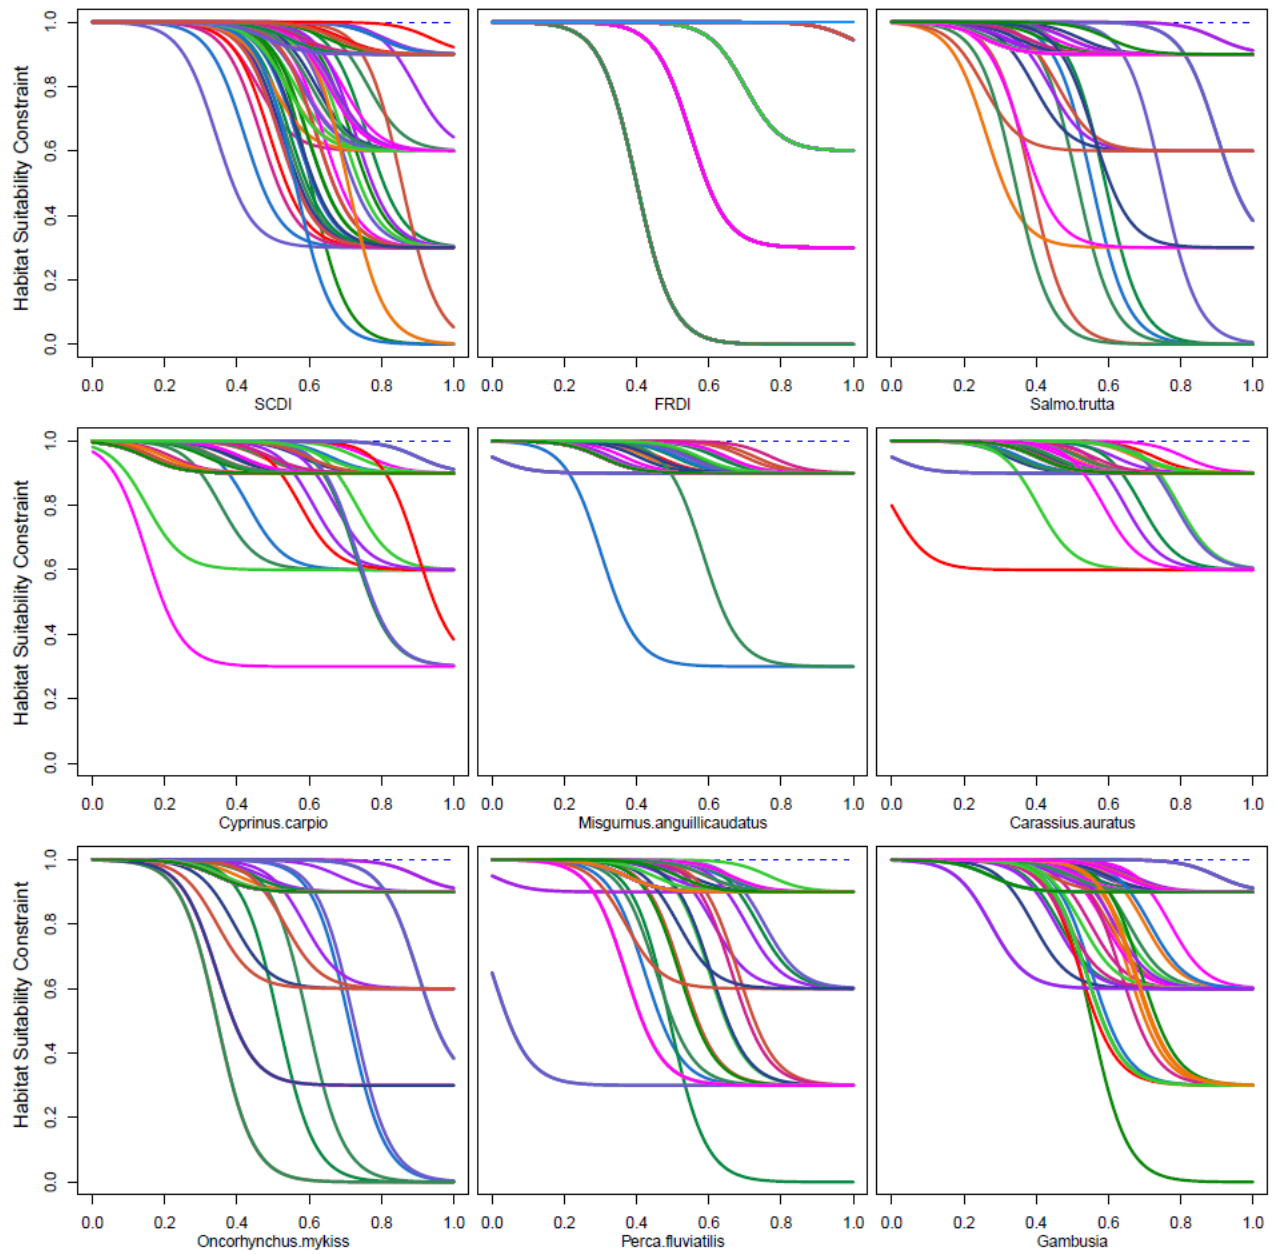 Habitat Suitability Constraint
0.0 0.2 0.4 0.6 0.8 1.0
0.0 0.2 0.4 0.6 0.8 1.0
SCDI
0.0 0.2 0.4 0.6 0.8 1.0
FRDI
0.0 0.2 0.4 0.6 0.8 1.0
Salmo.trutta
Habitat Suitability Constraint
0.0 0.2 0.4 0.6 0.8 1.0
0.0 0.2 0.4 0.6 0.8 1.0
Cyprinus.carpio
0.0 0.2 0.4 0.6 0.8 1.0
Misgurnus.anguillicaudatus
0.0 0.2 0.4 0.6 0.8 1.0
Carassius.auratus
Habitat Suitability Constraint
0.0 0.2 0.4 0.6 0.8 1.0
0.0 0.2 0.4 0.6 0.8 1.0
Oncorhynchus.mykiss
0.0 0.2 0.4 0.6 0.8 1.0
Perca.fluviatilis
0.0 0.2 0.4 0.6 0.8 1.0
Gambusia